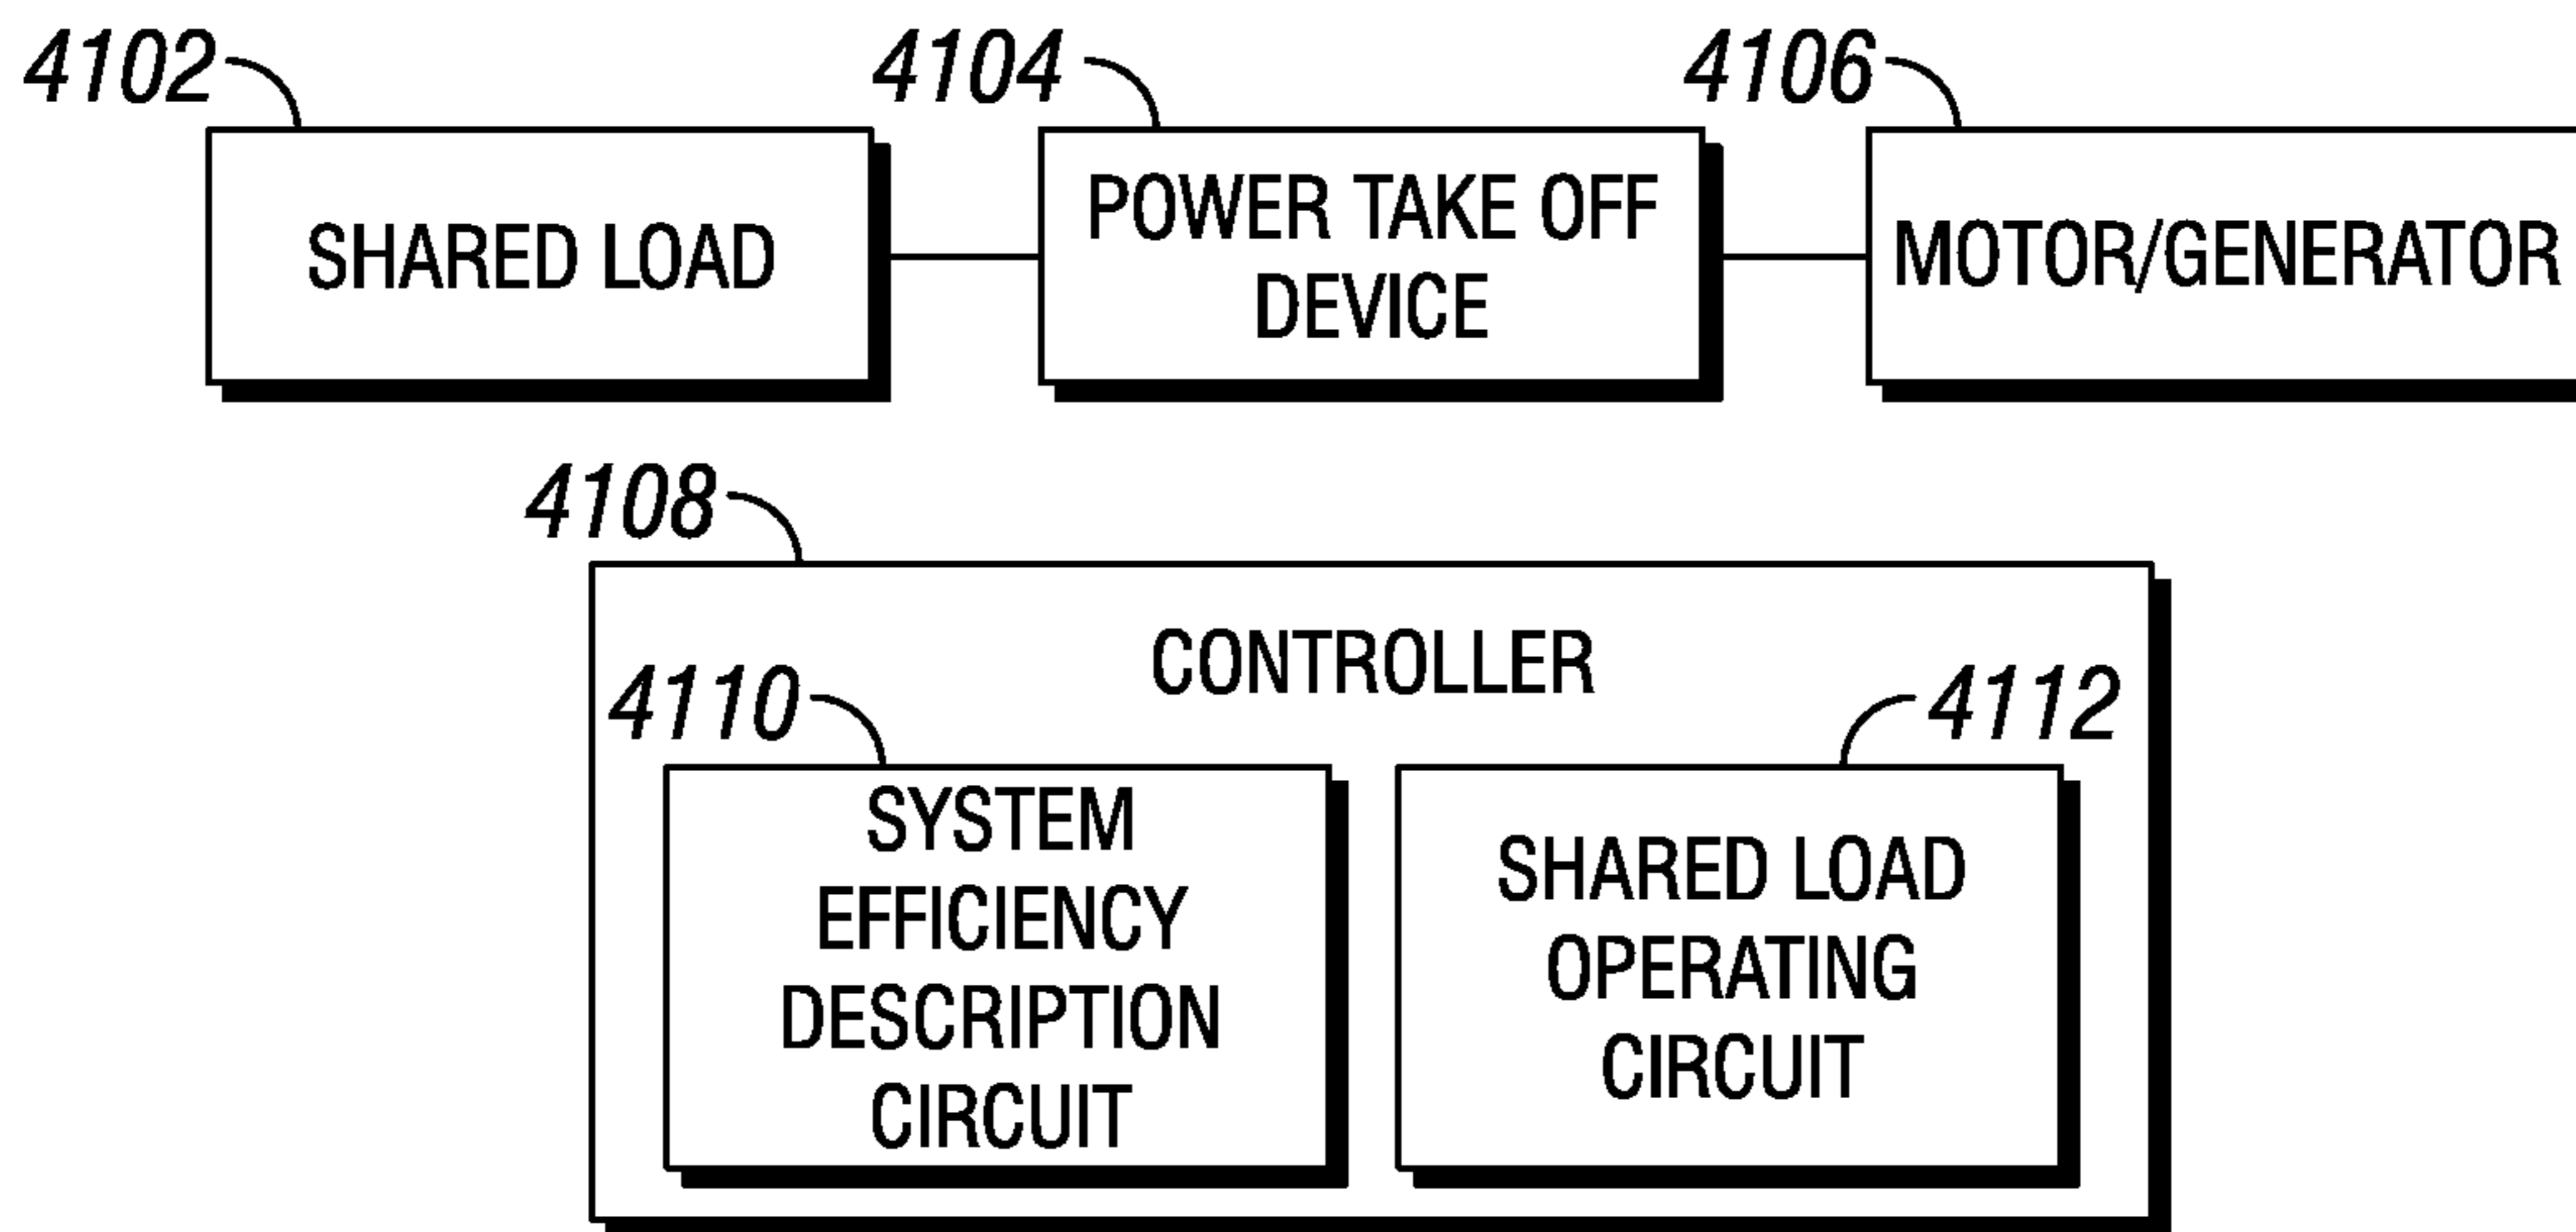 4102
4104
4106
SHARED LOAD
POWER TAKE OFF
DEVICE
MOTOR/GENERATOR
4108
CONTROLLER
4110
4112
SYSTEM
EFFICIENCY
DESCRIPTION
CIRCUIT
SHARED LOAD
OPERATING
CIRCUIT